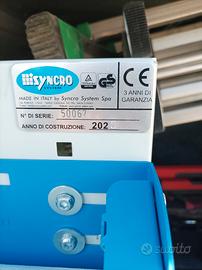 SYNCRO
SYSTEM
MADE IN ITALY by Syncro System Spa
CE
3 ANNI DI
GARANZIA
N° DI SERIE: 50067
ANNO DI COSTRUZIONE: 202
subito